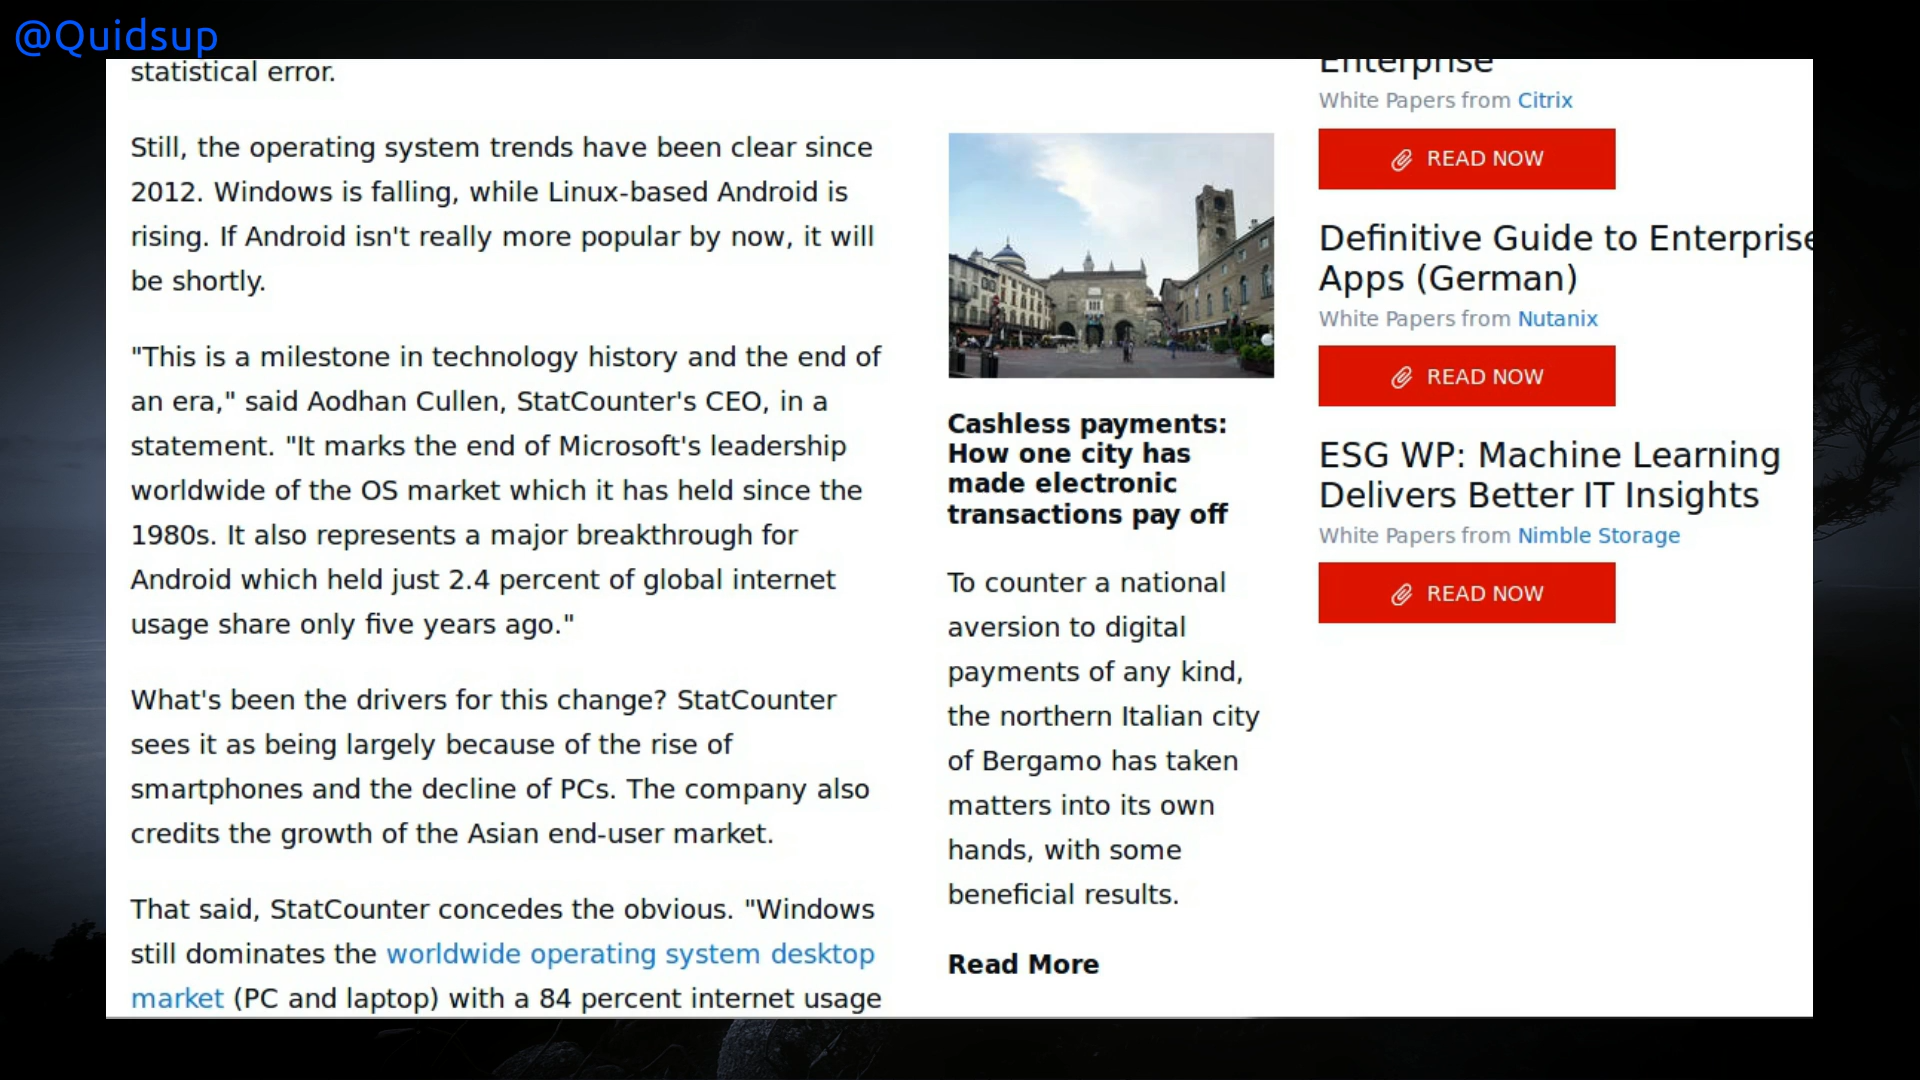 @Quidsup
statistical error.
Still, the operating system trends have been clear since
2012. Windows is falling, while Linux-based Android is
rising. If Android isn't really more popular by now, it will
be shortly.
"This is a milestone in technology history and the end of
an era," said Aodhan Cullen, StatCounter's CEO, in a
statement. "It marks the end of Microsoft's leadership
worldwide of the OS market which it has held since the
1980s. It also represents a major breakthrough for
Android which held just 2.4 percent of global internet
usage share only five years ago."
What's been the drivers for this change? StatCounter
sees it as being largely because of the rise of
smartphones and the decline of PCs. The company also
credits the growth of the Asian end-user market.
That said, StatCounter concedes the obvious. "Windows
still dominates the worldwide operating system desktop
market (PC and laptop) with a 84 percent internet usage
Cashless payments:
How one city has
made electronic
transactions pay off
To counter a national
aversion to digital
payments of any kind,
the northern Italian city
of Bergamo has taken
matters into its own
hands, with some
beneficial results.
Read More
Enterprise
White Papers from Citrix
READ NOW
Definitive Guide to Enterprise
Apps (German)
White Papers from Nutanix
READ NOW
ESG WP: Machine Learning
Delivers Better IT Insights
White Papers from Nimble Storage
READ NOW